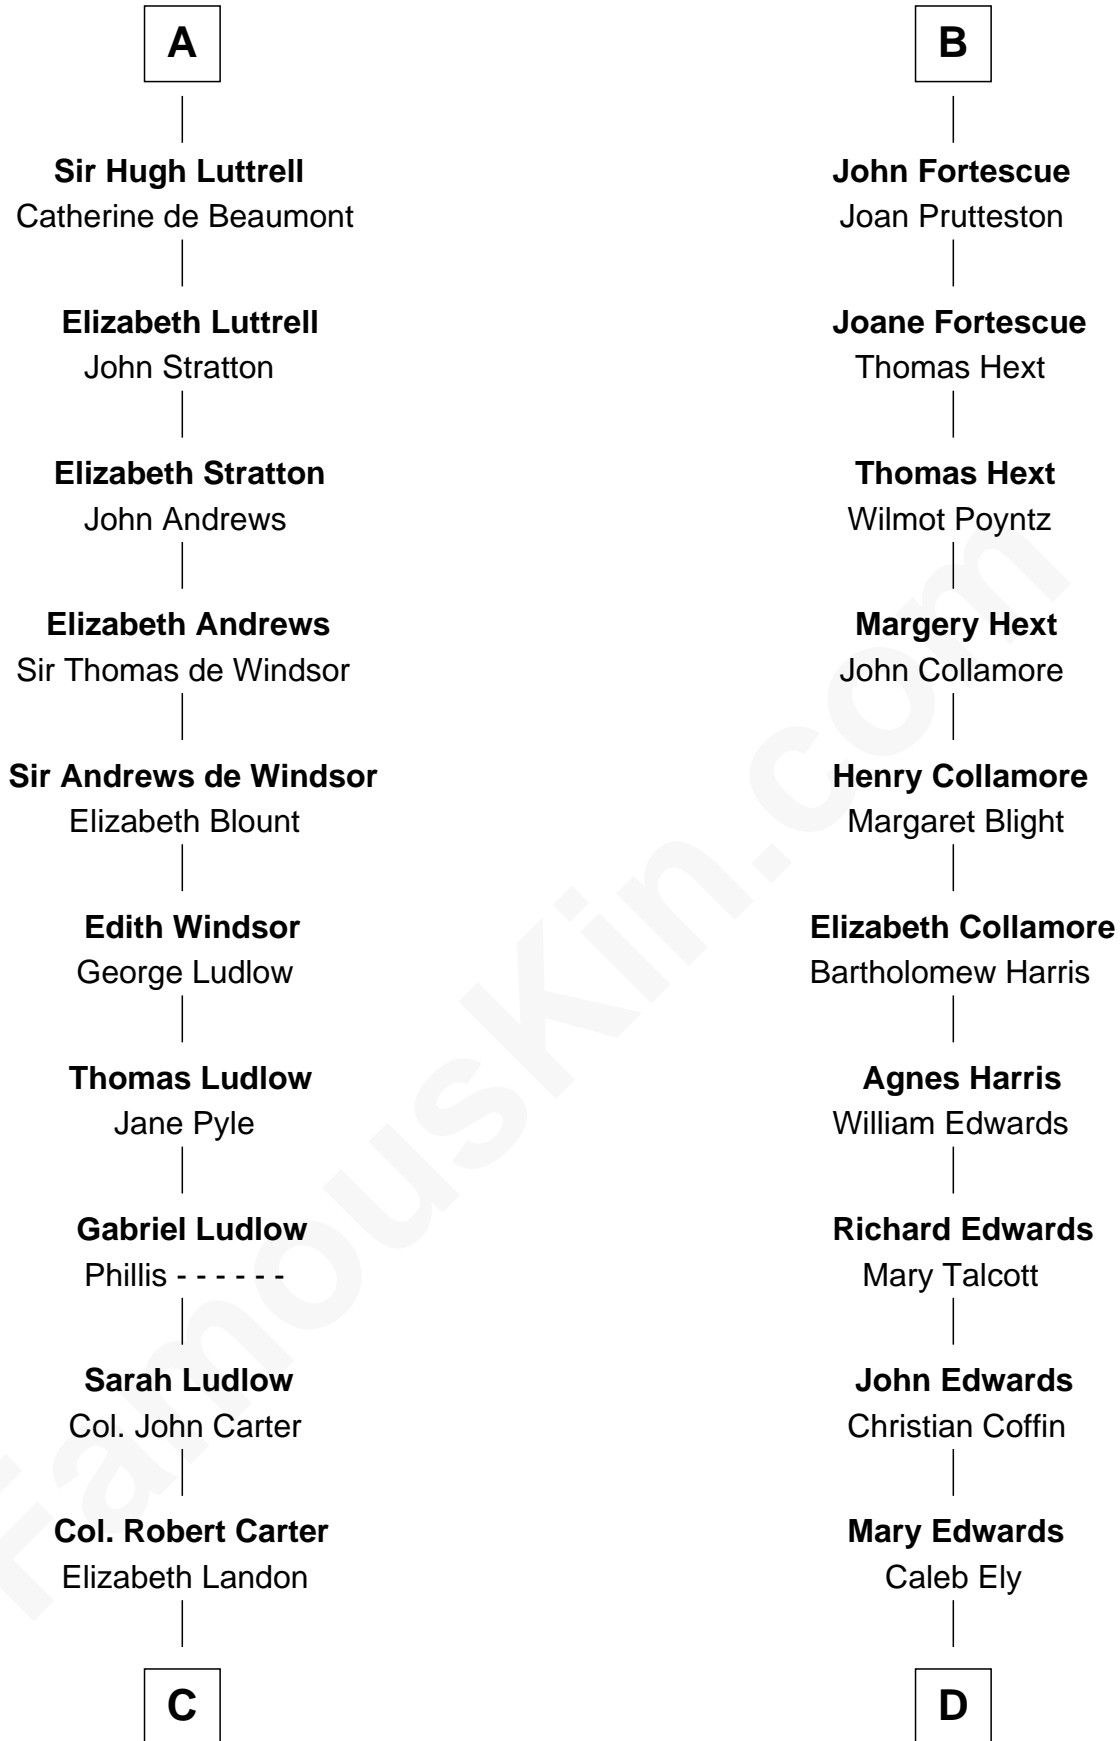 A
Sir Hugh Luttrell
Catherine de Beaumont
Elizabeth Luttrell
John Stratton
Elizabeth Stratton
John Andrews
Elizabeth Andrews
Sir Thomas de Windsor
Sir Andrews de Windsor
Elizabeth Blount
Edith Windsor
George Ludlow
Thomas Ludlow
Jane Pyle
Gabriel Ludlow
Phillis - - - - - -
Sarah Ludlow
Col. John Carter
Col. Robert Carter
Elizabeth Landon
C
B
John Fortescue
Joan Prutteston
Joane Fortescue
Thomas Hext
Thomas Hext
Wilmot Poyntz
Margery Hext
John Collamore
Henry Collamore
Margaret Blight
Elizabeth Collamore
Bartholomew Harris
Agnes Harris
William Edwards
Richard Edwards
Mary Talcott
John Edwards
Christian Coffin
Mary Edwards
Caleb Ely
D
FamousKin.com